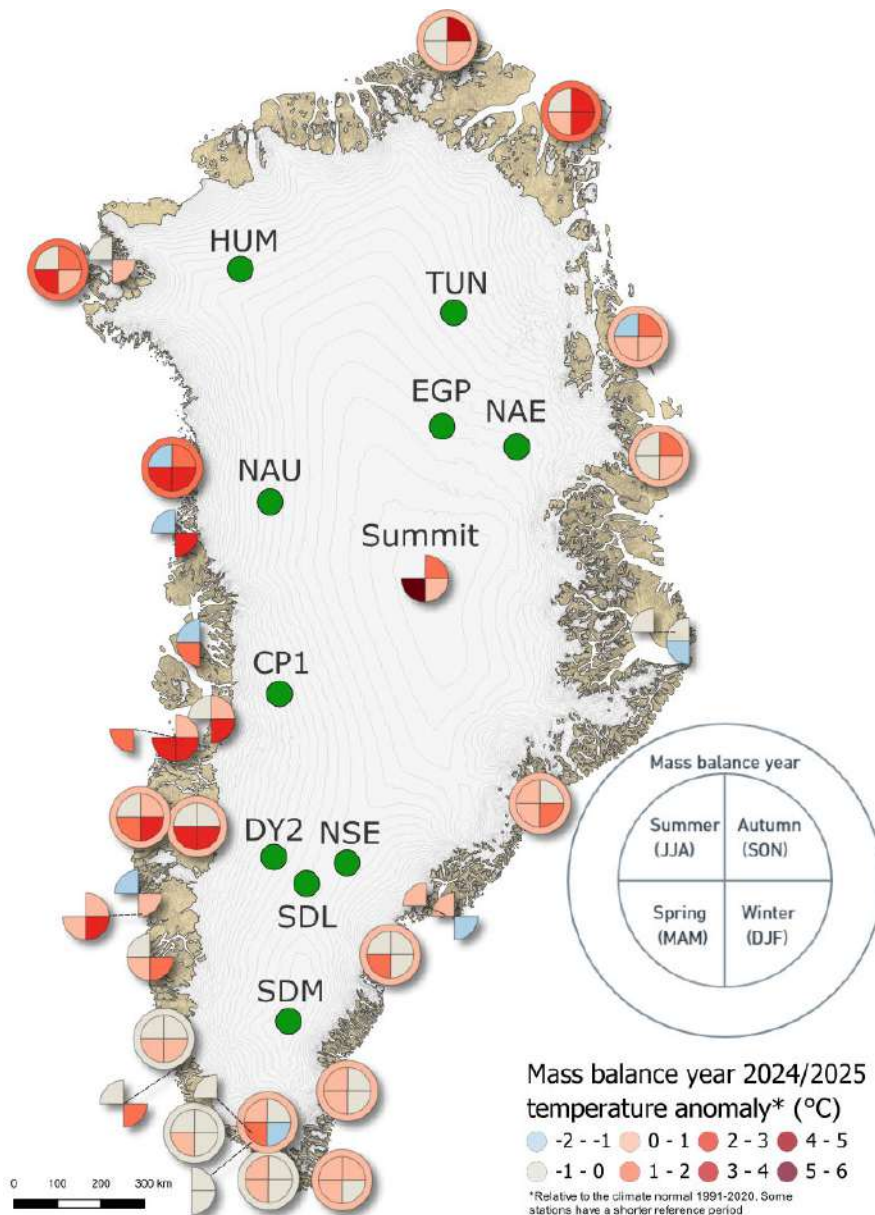 HUM
TUN
EGP
NAE
NAU
Summit
CP1
DY2
NSE
SDL
SDM
Mass balance year
Summer
(JJA)
Autumn
(SON)
Spring
(MAM)
Winter
(DJF)
Mass balance year 2024/2025
temperature anomaly* (°C)
-2 - -1
0 - 1
2 - 3
4 - 5
-1 - 0
1 - 2
3 - 4
5 - 6
*Relative to the climate normal 1991-2020. Some
stations have a shorter reference period
0
100
200
300 km